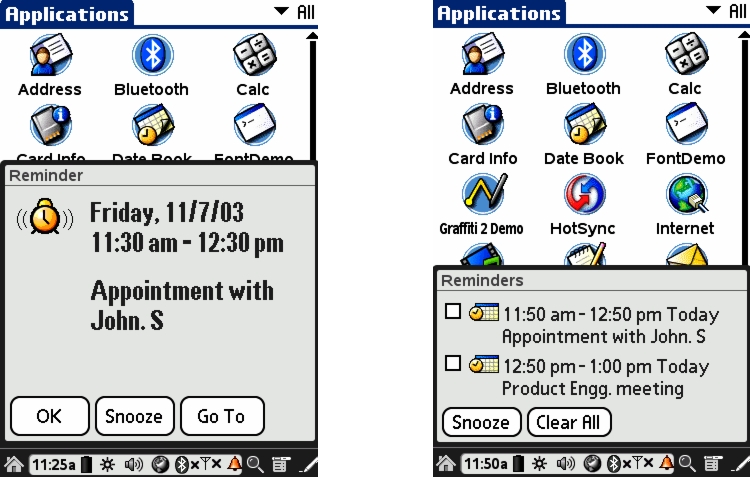 Applications
All
Address Bluetooth Calc
Card Info Date Book FontDemo
Reminder
Friday, 11/7/03
11:30 am - 12:30 pm
Appointment with
John. S
OK Snooze Go To
11:25a
Applications
All
Address Bluetooth Calc
Card Info Date Book FontDemo
Graffiti 2 Demo HotSync Internet
Reminders
11:50 am - 12:50 pm Today
Appointment with John. S
12:50 pm - 1:00 pm Today
Product Engg. meeting
Snooze Clear All
11:50a